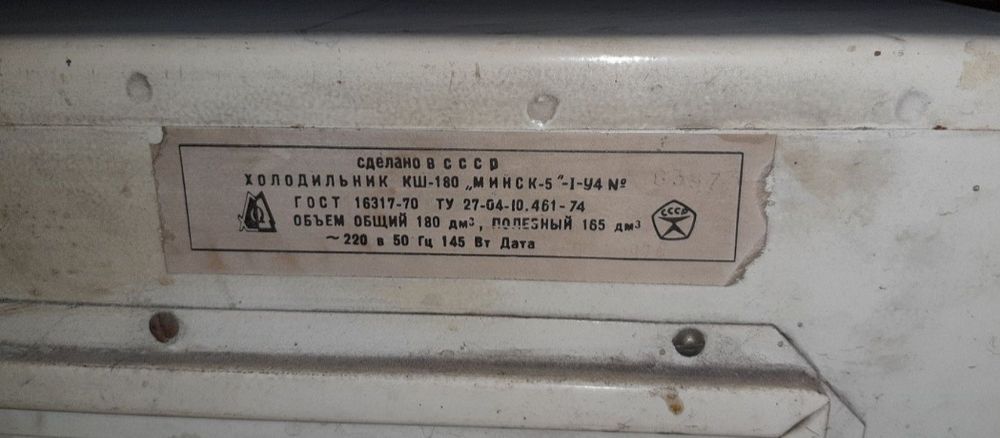 сделано в СССР
ХОЛОДИЛЬНИК КШ-180 „МИНСК-5"-I-У4 №
ГОСТ 16317-70 ТУ 27-04-10.461-74
ОБЪЕМ ОБЩИЙ 180 дм³, ПОЛЕЗНЫЙ 165 дм³
СССР
~220 в 50 Гц 145 Вт Дата